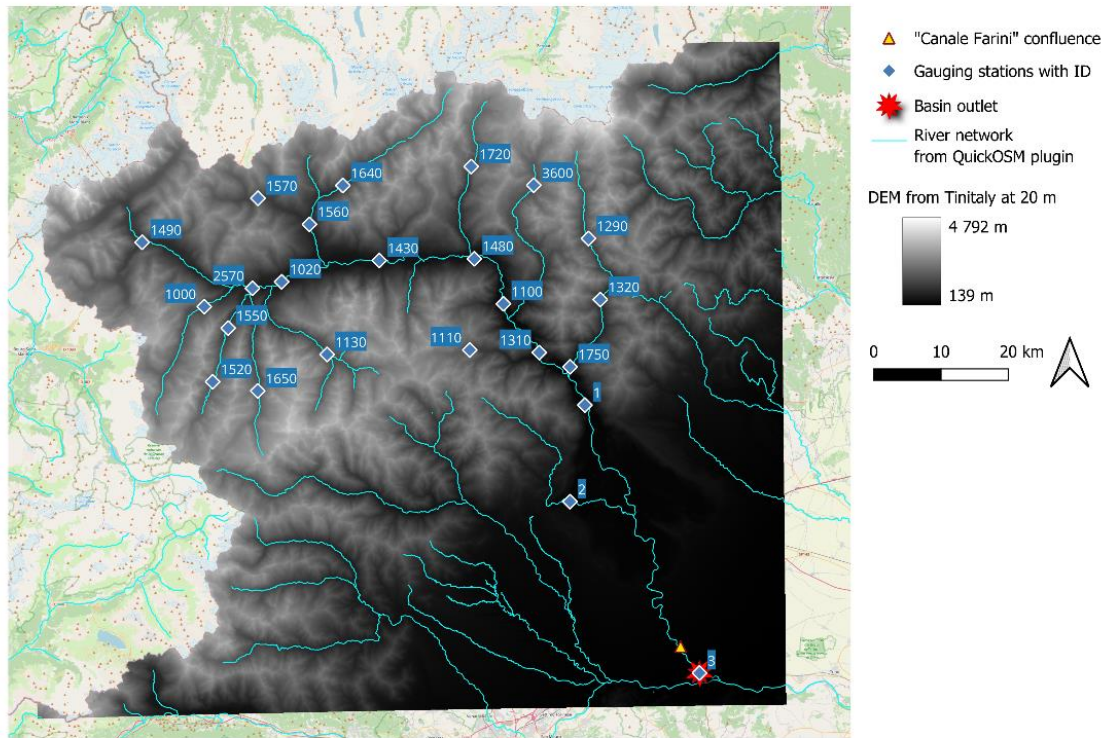 1720
1640
3600
1570
1560
1290
1490
1430
1480
2570
1020
1000
1100
1320
1550
1130
1110
1310
1750
1520
1650
1
2
3
"Canale Farini" confluence
Gauging stations with ID
Basin outlet
River network
from QuickOSM plugin
DEM from Tinitaly at 20 m
4 792 m
139 m
0 10 20 km